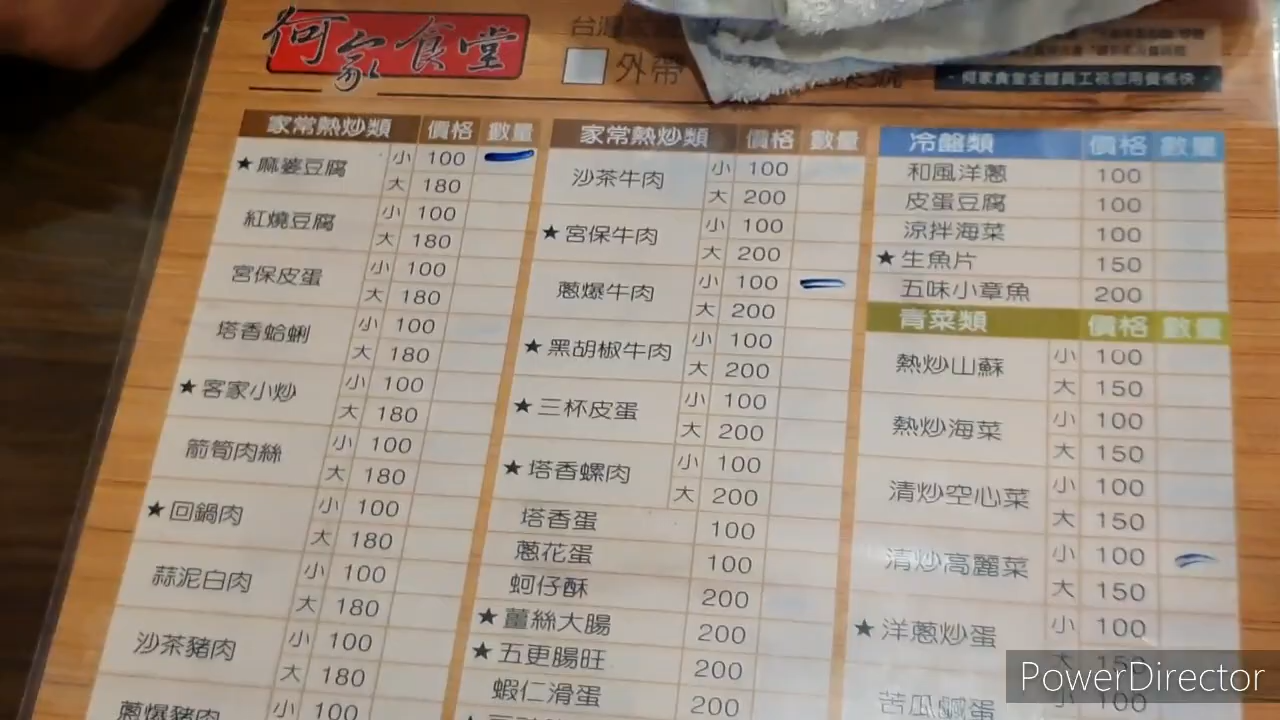 何家食堂
台灣
外帶
號
何家食堂全體員工祝您用餐愉快
家常熱炒類 價格 數量
★麻婆豆腐 小 100
大 180
紅燒豆腐 小 100
大 180
宮保皮蛋 小 100
大 180
塔香蛤蜊 小 100
大 180
★客家小炒 小 100
大 180
箭筍肉絲 小 100
大 180
★回鍋肉 小 100
大 180
蒜泥白肉 小 100
大 180
沙茶豬肉 小 100
大 180
蔥爆豬肉 小 100
家常熱炒類 價格 數量
沙茶牛肉 小 100
大 200
★宮保牛肉 小 100
大 200
蔥爆牛肉 小 100
大 200
★黑胡椒牛肉 小 100
大 200
★三杯皮蛋 小 100
大 200
★塔香螺肉 小 100
大 200
塔香蛋 100
蔥花蛋 100
蚵仔酥 200
★薑絲大腸 200
★五更腸旺 200
蝦仁滑蛋 200
冷盤類 價格 數量
和風洋蔥 100
皮蛋豆腐 100
涼拌海菜 100
★生魚片 150
五味小章魚 200
青菜類 價格 數量
熱炒山蘇 小 100
大 150
熱炒海菜 小 100
大 150
清炒空心菜 小 100
大 150
清炒高麗菜 小 100
大 150
★洋蔥炒蛋 小 100
大 150
苦瓜鹹蛋 小 100
PowerDirector